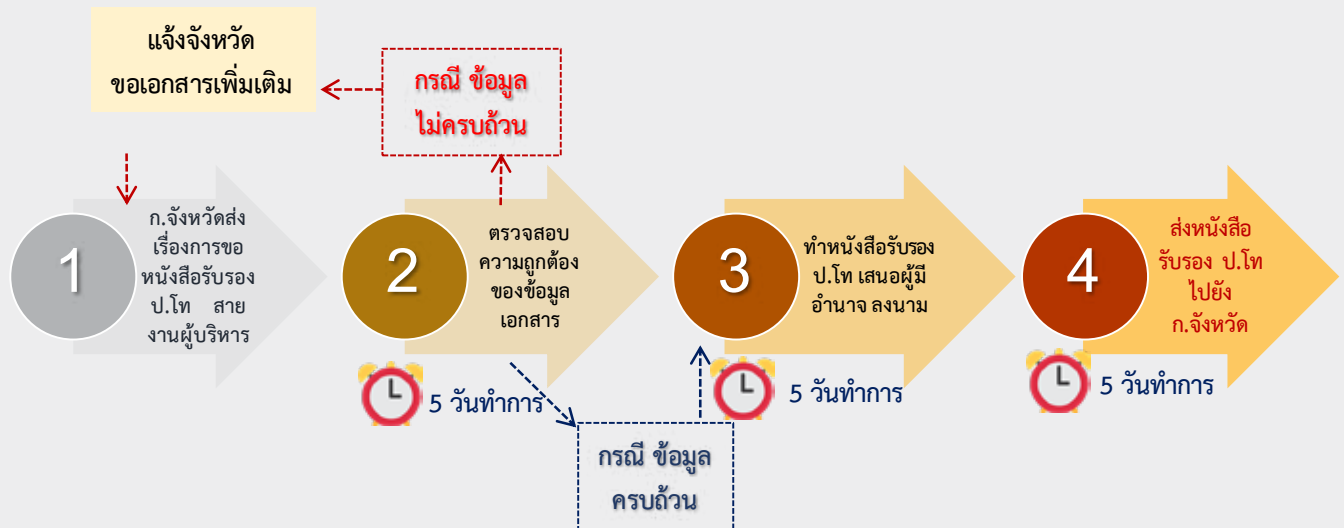 แจ้งจังหวัด
ขอเอกสารเพิ่มเติม
กรณี ข้อมูล
ไม่ครบถ้วน
1
ก.จังหวัดส่ง
เรื่องการขอ
หนังสือรับรอง
ป.โท สาย
งานผู้บริหาร
2
ตรวจสอบ
ความถูกต้อง
ของข้อมูล
เอกสาร
5 วันทำการ
กรณี ข้อมูล
ครบถ้วน
3
ทำหนังสือรับรอง
ป.โท เสนอผู้มี
อำนาจ ลงนาม
5 วันทำการ
4
ส่งหนังสือ
รับรอง ป.โท
ไปยัง
ก.จังหวัด
5 วันทำการ